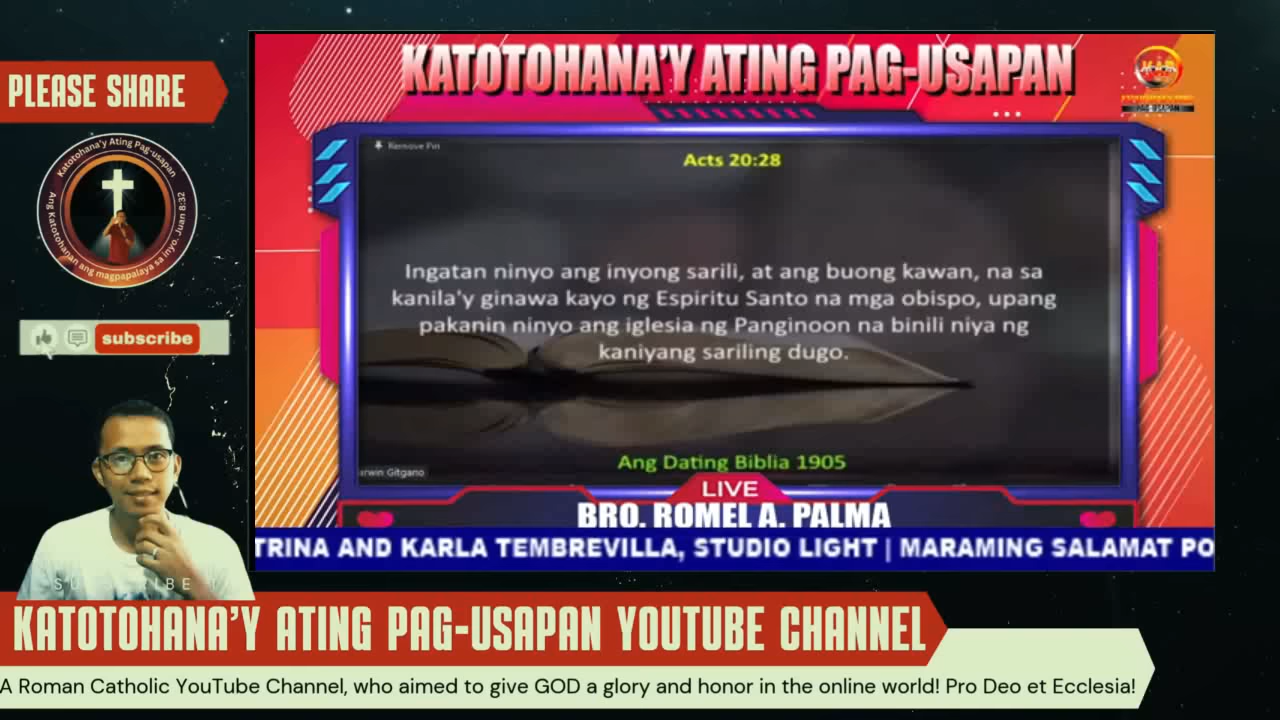 PLEASE SHARE
Katotohana'y Ating Pag-usapan
Ang Katotohanan ang magpapalaya sa inyo. Juan 8:32
subscribe
KATOTOHANA'Y ATING PAG-USAPAN
Remove Pin
Acts 20:28
Ingatan ninyo ang inyong sarili, at ang buong kawan, na sa
kanila'y ginawa kayo ng Espiritu Santo na mga obispo, upang
pakanin ninyo ang iglesia ng Panginoon na binili niya ng
kaniyang sariling dugo.
Ang Dating Biblia 1905
arwin Gitgano
LIVE
BRO. ROMEL A. PALMA
TRINA AND KARLA TEMBREVILLA, STUDIO LIGHT | MARAMING SALAMAT PO
KATOTOHANA'Y ATING PAG-USAPAN YOUTUBE CHANNEL
A Roman Catholic YouTube Channel, who aimed to give GOD a glory and honor in the online world! Pro Deo et Ecclesia!